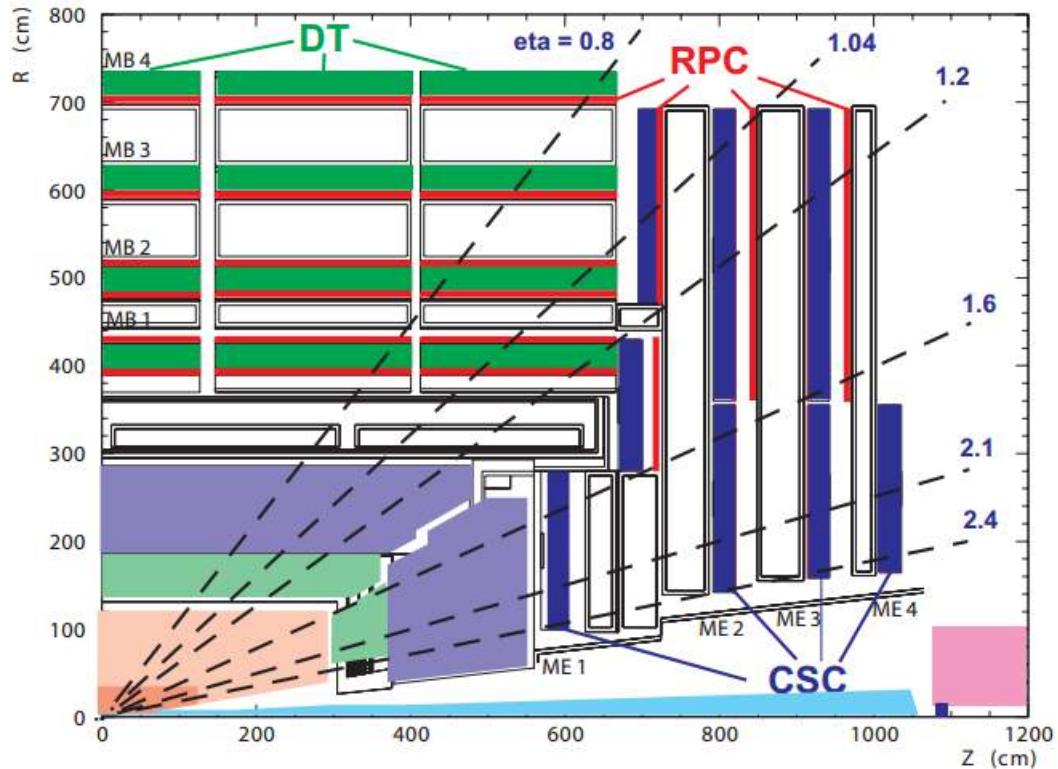 R (cm)
800
700
600
500
400
300
200
100
0
MB 4
MB 3
MB 2
MB 1
DT
eta = 0.8
1.04
RPC
1.2
1.6
2.1
2.4
ME 1
ME 2
ME 3
ME 4
CSC
0
200
400
600
800
1000
1200
Z (cm)